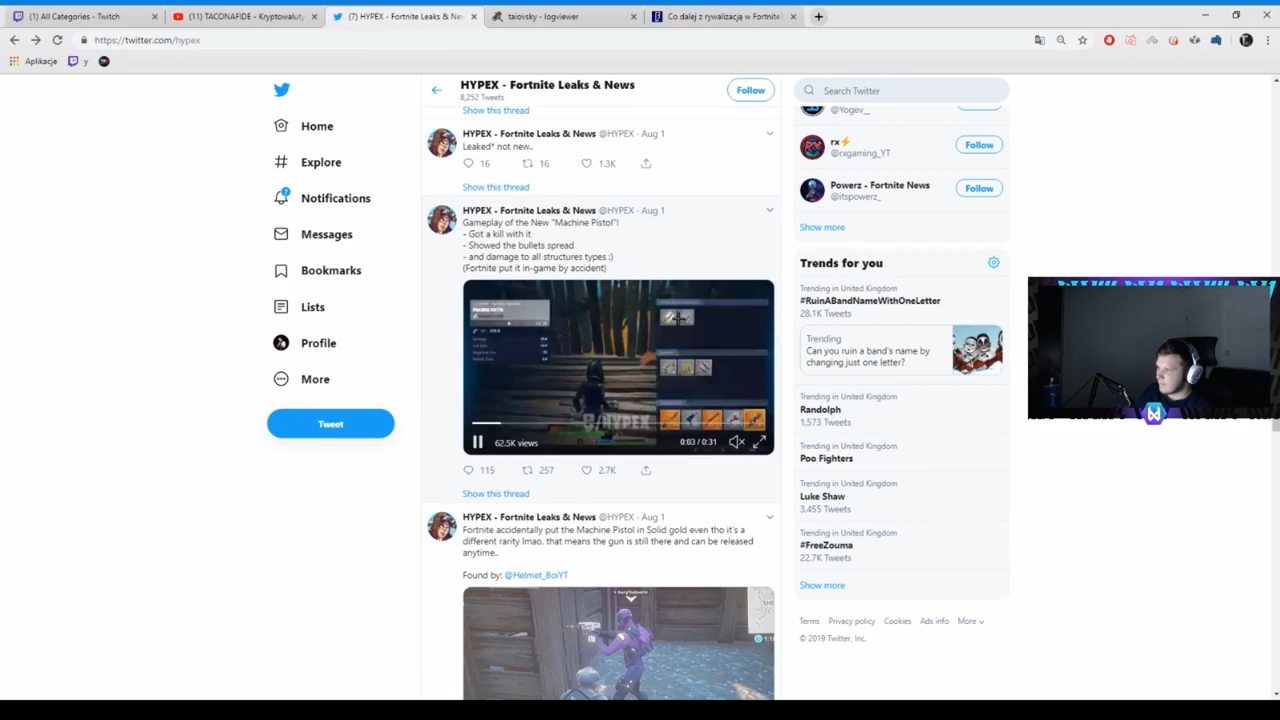 (1) All Categories - Twitch
(11) TACONAFIDE - Kryptowaluty
(7) HYPEX - Fortnite Leaks & Ne
taiovsky - logviewer
Co dalej z rywalizacją w Fortnite?
https://twitter.com/hypex
Aplikacje
y
Home
Explore
Notifications
Messages
Bookmarks
Lists
Profile
More
Tweet
HYPEX - Fortnite Leaks & News
8,252 Tweets
Follow
Show this thread
HYPEX - Fortnite Leaks & News @HYPEX · Aug 1
Leaked* not new..
16 16 1.3K
Show this thread
HYPEX - Fortnite Leaks & News @HYPEX · Aug 1
Gameplay of the New "Machine Pistol"!
- Got a kill with it
- Showed the bullets spread
- and damage to all structures types :)
(Fortnite put it in-game by accident)
/HYPEX
62.5K views 0:03 / 0:31
115 257 2.7K
Show this thread
HYPEX - Fortnite Leaks & News @HYPEX · Aug 1
Fortnite accidentally put the Machine Pistol in Solid gold even tho it's a
different rarity lmao, that means the gun is still there and can be released
anytime..
Found by: @Helmet_BoiYT
Search Twitter
@Yogev__
rx⚡
@rxgaming_YT
Follow
Powerz - Fortnite News
@itspowerz_
Follow
Show more
Trends for you
Trending in United Kingdom
#RuinABandNameWithOneLetter
28.1K Tweets
Trending
Can you ruin a band's name by
changing just one letter?
Trending in United Kingdom
Randolph
1,573 Tweets
Trending in United Kingdom
Poo Fighters
Trending in United Kingdom
Luke Shaw
3,455 Tweets
Trending in United Kingdom
#FreeZouma
22.7K Tweets
Show more
Terms Privacy policy Cookies Ads info More
© 2019 Twitter, Inc.